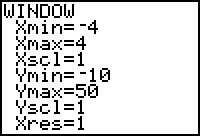 WINDOW
Xmin=-4
Xmax=4
Xscl=1
Ymin=-10
Ymax=50
Yscl=1
Xres=1